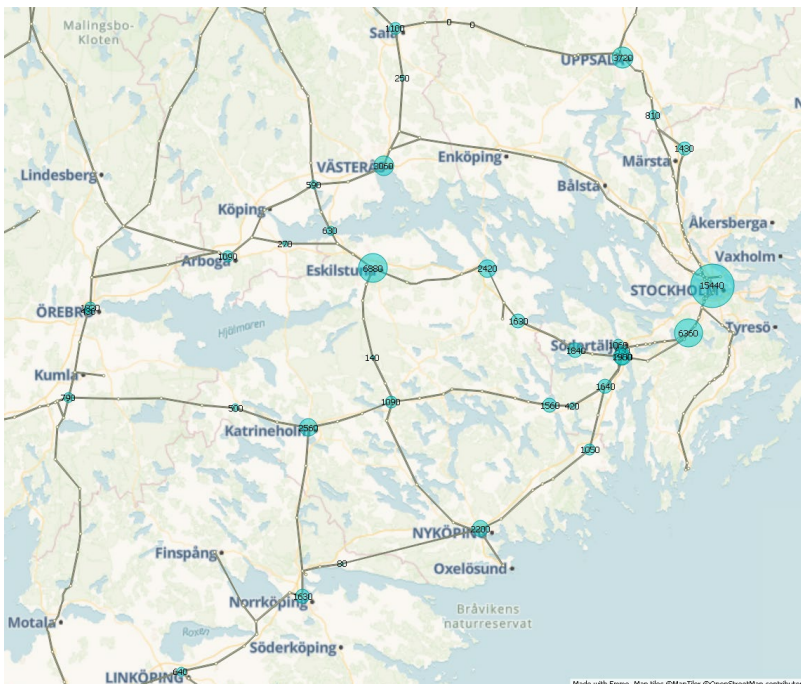 Malingsbo-
Kloten
1100
Sala
0
0
UPPSALA
3720
250
810
1430
Märsta
Enköping
VÄSTERÅS
Lindesberg
590
Bålsta
Köping
Åkersberga
630
270
1090
Arboga
Vaxholm
Eskilstuna
6880
2420
15440
STOCKHOLM
ÖREBRO
1630
Tyresö
Hjälmaren
6360
Södertälje
1840
140
Kumla
1640
790
500
1090
1560
420
2560
Katrineholm
1050
2200
NYKÖPING
Finspång
80
Oxelösund
1630
Norrköping
Bråvikens
naturreservat
Motala
Roxen
Söderköping
640
LINKÖPING